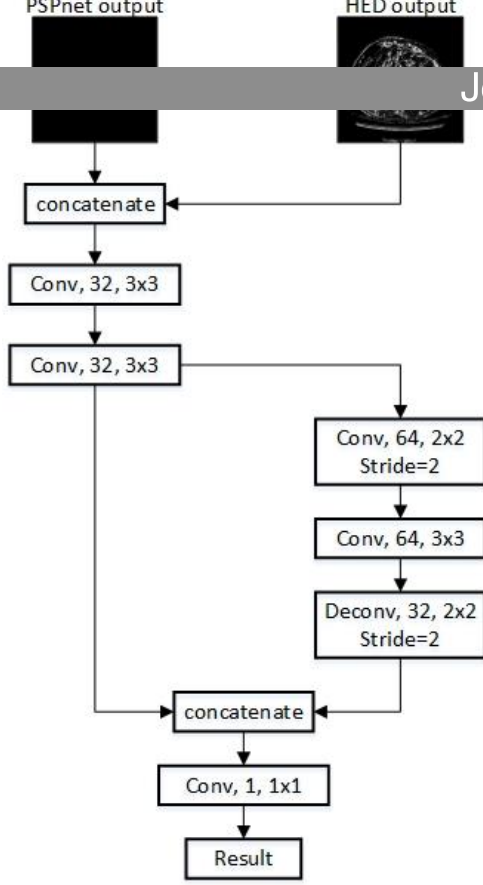 PSPnet output
HED output
concatenate
Conv, 32, 3x3
Conv, 32, 3x3
Conv, 64, 2x2
Stride=2
Conv, 64, 3x3
Deconv, 32, 2x2
Stride=2
concatenate
Conv, 1, 1x1
Result